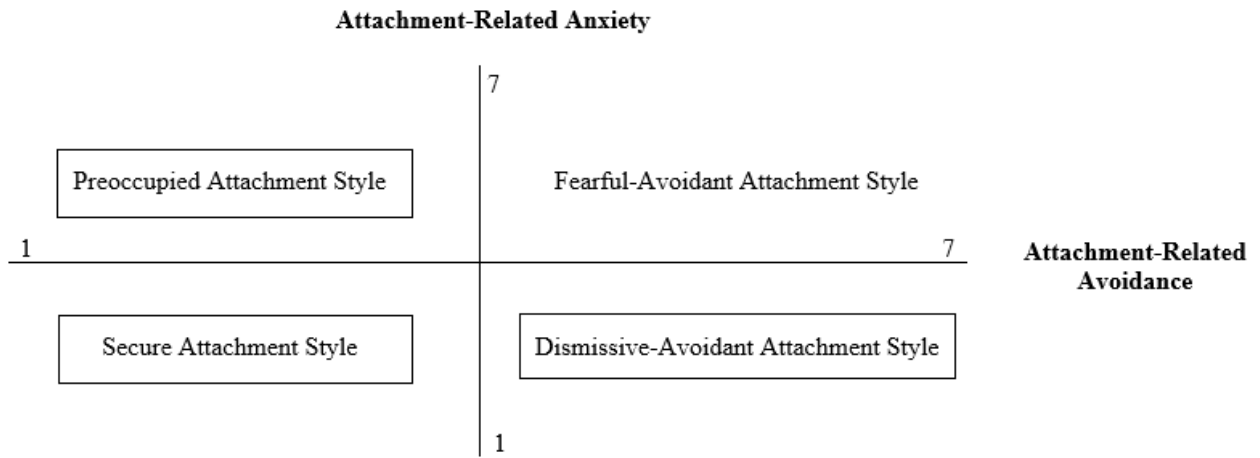 Attachment-Related Anxiety
7
Preoccupied Attachment Style
Fearful-Avoidant Attachment Style
1
7
Attachment-Related
Avoidance
Secure Attachment Style
Dismissive-Avoidant Attachment Style
1